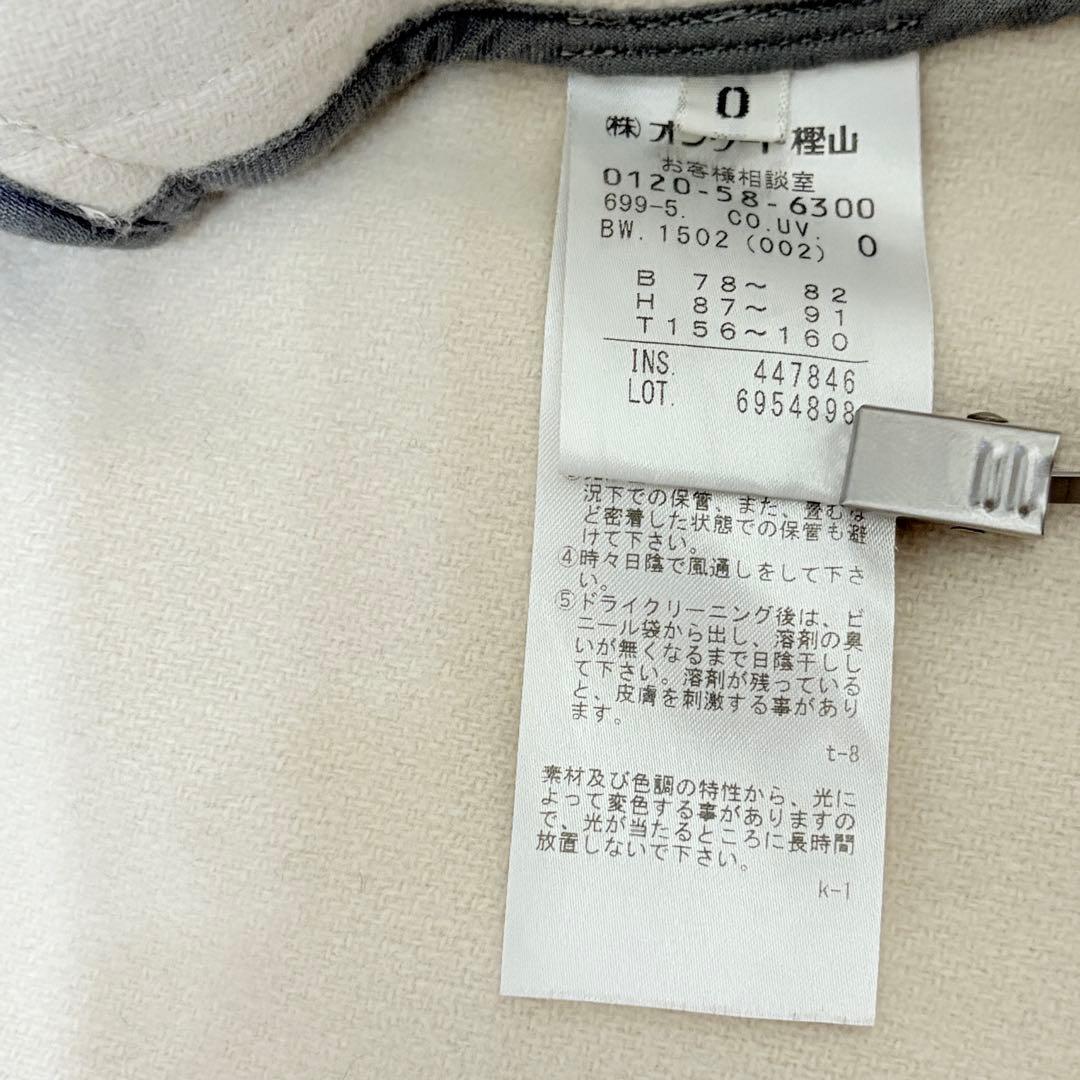 0
㈱オンワード樫山
お客様相談室
0120-58-6300
699-5. CO.UV.
BW.1502(002) 0
B 78～ 82
H 87～ 91
T156～160
INS. 447846
LOT. 6954898
況下での保管、また、畳むな
ど密着した状態での保管も避
けて下さい。
④時々日陰で風通しをして下さ
い。
⑤ドライクリーニング後は、ビ
ニール袋から出し、溶剤の臭
いが無くなるまで日陰干しし
て下さい。溶剤が残っている
と、皮膚を刺激する事があり
ます。
t-8
素材及び色調の特性から、光に
よって変色する事がありますの
で、光が当たるところに長時間
放置しないで下さい。
k-1